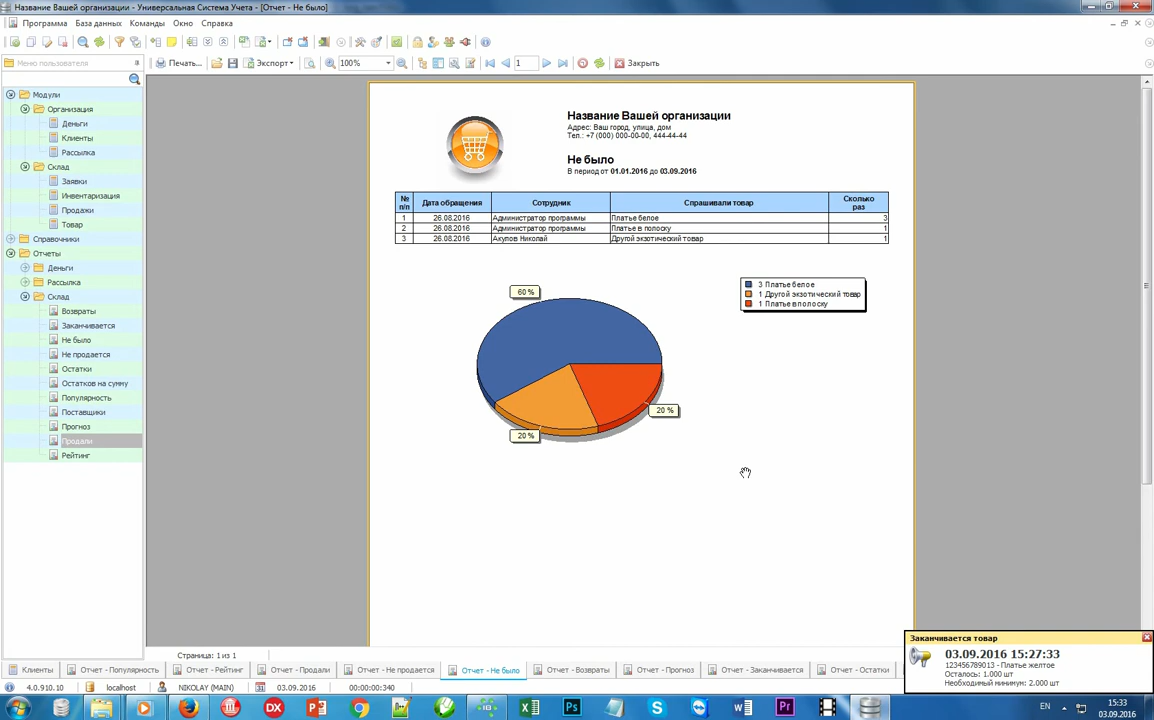 Название Вашей организации - Универсальная Система Учета - [Отчет - Не было]
Программа База данных Команды Окно Справка
Печать... Экспорт 100% 1 Закрыть
Меню пользователя
Модули
Организация
Деньги
Клиенты
Рассылка
Склад
Заявки
Инвентаризация
Продажи
Товар
Справочники
Отчеты
Деньги
Рассылка
Склад
Возвраты
Заканчивается
Не было
Не продается
Остатки
Остатков на сумму
Популярность
Поставщики
Прогноз
Продали
Рейтинг
Название Вашей организации
Адрес: Ваш город, улица, дом
Тел.: +7 (000) 000-00-00, 444-44-44
Не было
В период от 01.01.2016 до 03.09.2016
№ п/п Дата обращения Сотрудник Спрашивали товар Сколько раз
1 26.08.2016 Администратор программы Платье белое 3
2 26.08.2016 Администратор программы Платье в полоску 1
3 26.08.2016 Акулов Николай Другой экзотический товар 1
60 %
20 %
20 %
3 Платье белое
1 Другой экзотический товар
1 Платье в полоску
Страница: 1 из 1
Клиенты Отчет - Популярность Отчет - Рейтинг Отчет - Продали Отчет - Не продается Отчет - Не было Отчет - Возвраты Отчет - Прогноз Отчет - Заканчивается Отчет - Остатки
Заканчивается товар
03.09.2016 15:27:33
123456789013 - Платье желтое
Осталось: 1.000 шт
Необходимый минимум: 2.000 шт
4.0.910.10 localhost NIKOLAY (MAIN) 03.09.2016 00:00:00:340
EN 15:33
03.09.2016